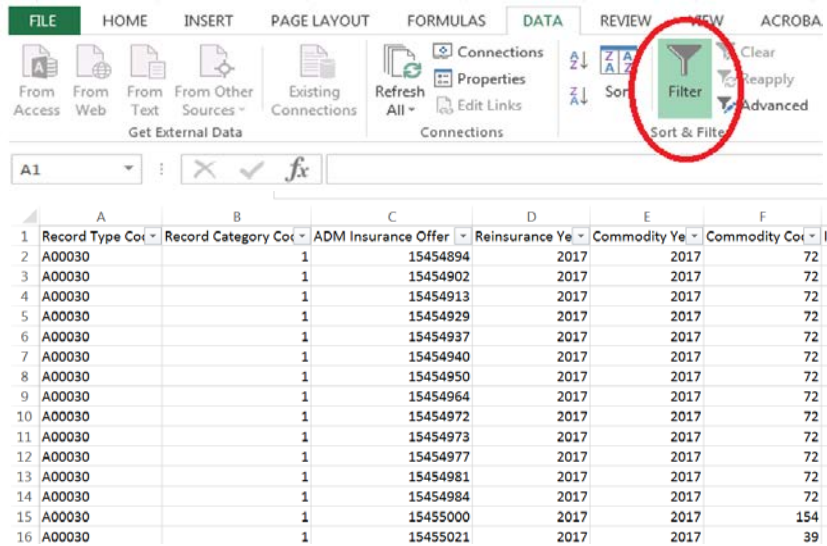 FILE HOME INSERT PAGE LAYOUT FORMULAS DATA REVIEW VIEW ACROBA
From Access
From Web
From Text
From Other Sources
Existing Connections
Refresh All
Connections
Properties
Edit Links
A Z
Z A
Z A
A Z
Sort
Filter
Clear
Reapply
Advanced
Get External Data Connections Sort & Filter
A1 fx
A B C D E F
1 Record Type Coc Record Category Coc ADM Insurance Offer Reinsurance Ye Commodity Ye Commodity Coc I
2 A00030 1 15454894 2017 2017 72
3 A00030 1 15454902 2017 2017 72
4 A00030 1 15454913 2017 2017 72
5 A00030 1 15454929 2017 2017 72
6 A00030 1 15454937 2017 2017 72
7 A00030 1 15454940 2017 2017 72
8 A00030 1 15454950 2017 2017 72
9 A00030 1 15454964 2017 2017 72
10 A00030 1 15454972 2017 2017 72
11 A00030 1 15454973 2017 2017 72
12 A00030 1 15454977 2017 2017 72
13 A00030 1 15454981 2017 2017 72
14 A00030 1 15454984 2017 2017 72
15 A00030 1 15455000 2017 2017 154
16 A00030 1 15455021 2017 2017 39